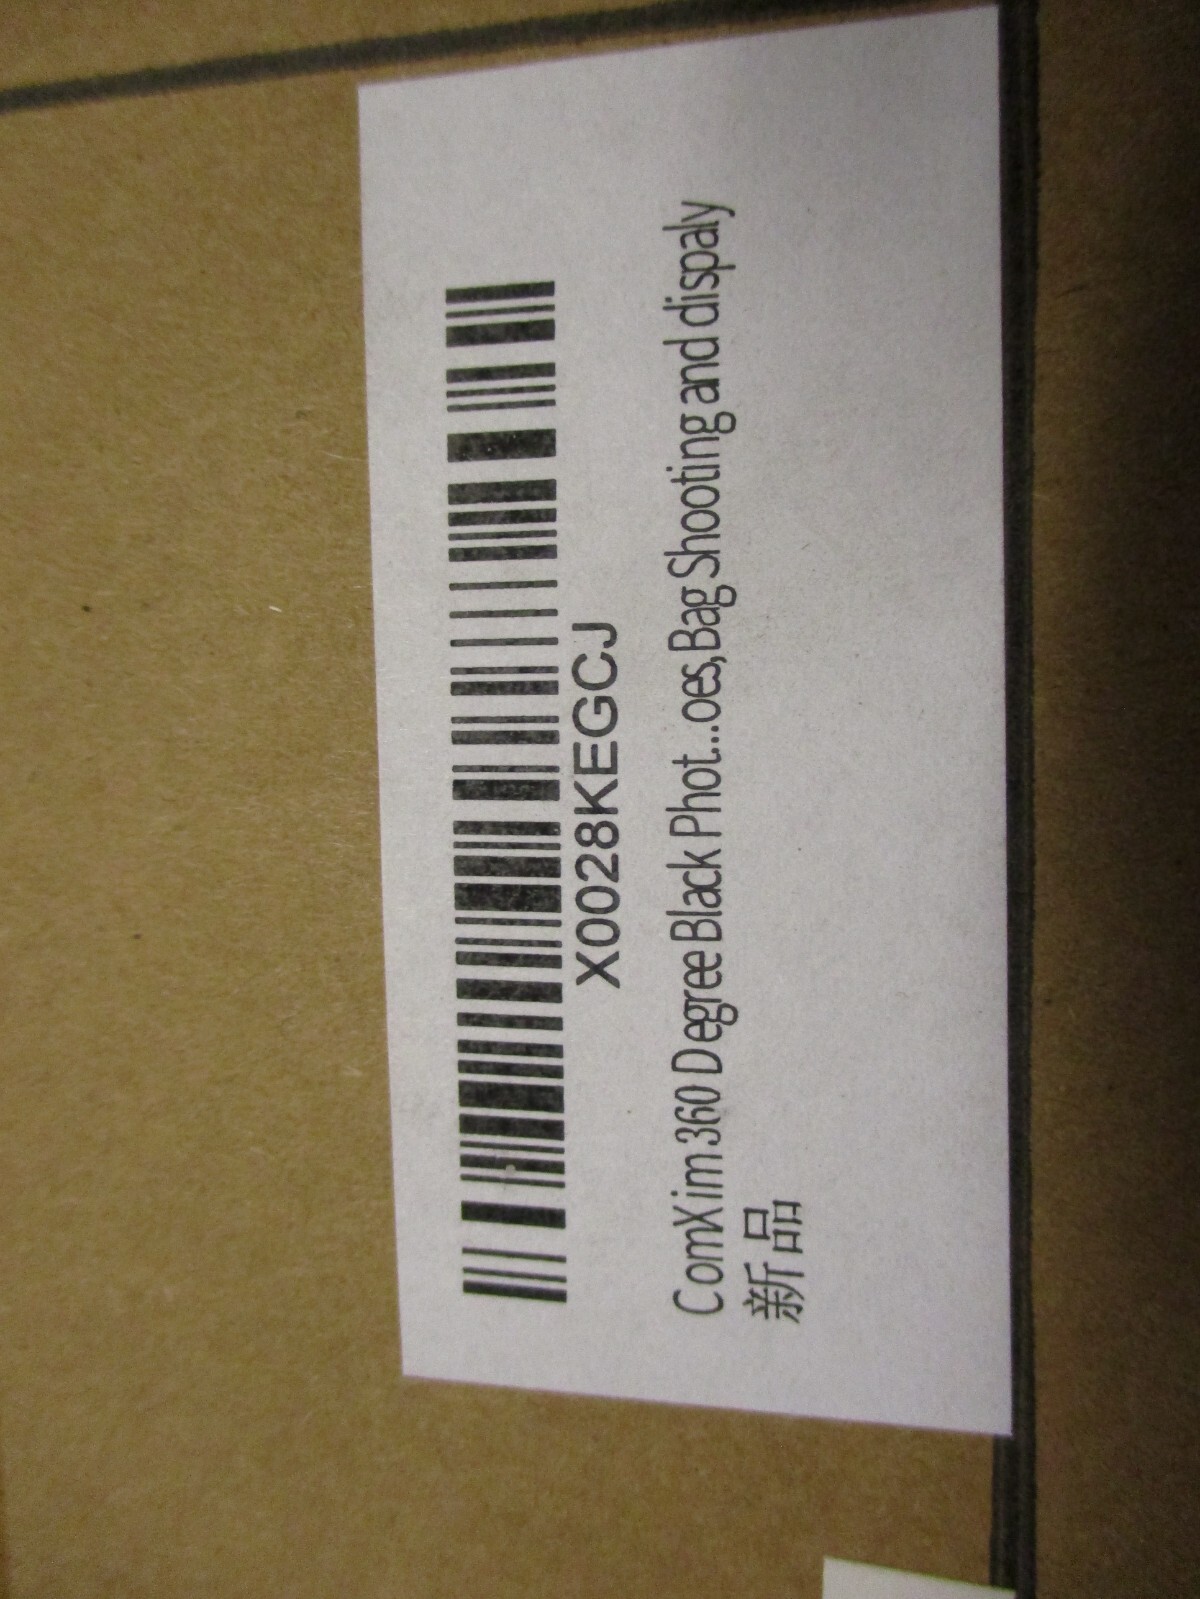 X0028KEGCJ
ComXim 360 Degree Black Phot...oes,Bag Shooting and dispaly
新品